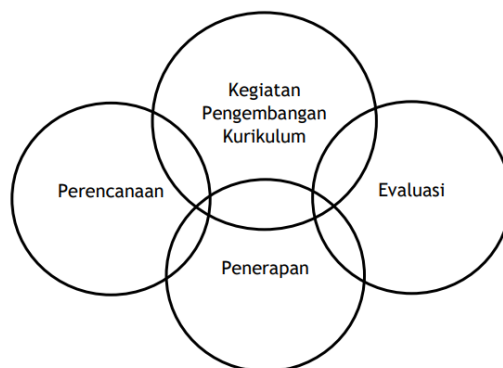 Kegiatan
Pengembangan
Kurikulum
Perencanaan
Evaluasi
Penerapan